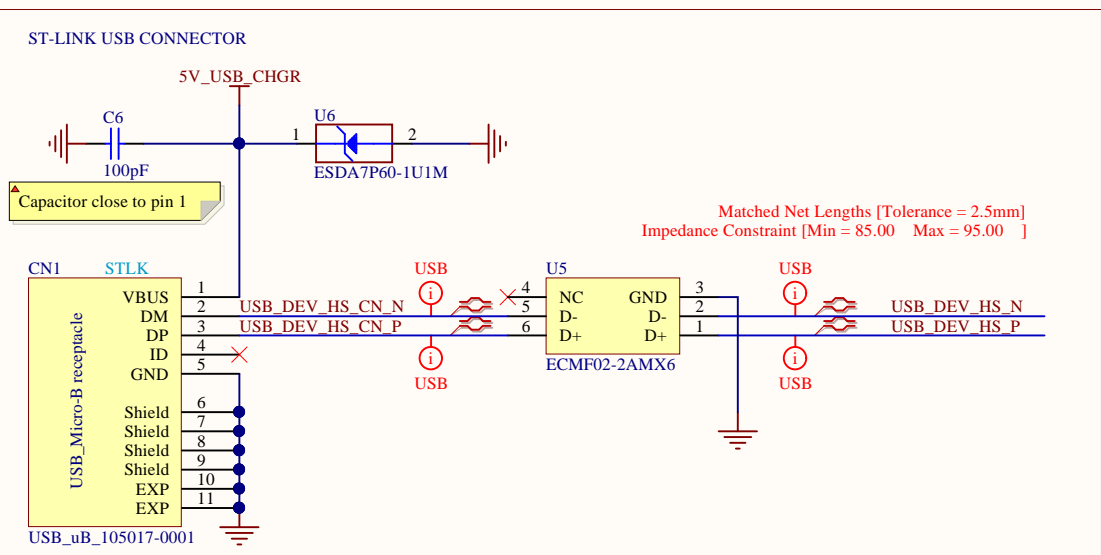 ST-LINK USB CONNECTOR
5V_USB_CHGR
C6
100pF
U6
1
2
ESDA7P60-1U1M
Capacitor close to pin 1
Matched Net Lengths [Tolerance = 2.5mm]
Impedance Constraint [Min = 85.00 Max = 95.00 ]
CN1 STLK
USB_Micro-B receptacle
VBUS 1
DM 2
DP 3
ID 4
GND 5
Shield 6
Shield 7
Shield 8
Shield 9
EXP 10
EXP 11
USB_uB_105017-0001
USB_DEV_HS_CN_N
USB_DEV_HS_CN_P
USB
i
i
USB
U5
4 NC GND 3
5 D- D- 2
6 D+ D+ 1
ECMF02-2AMX6
USB
i
i
USB
USB_DEV_HS_N
USB_DEV_HS_P